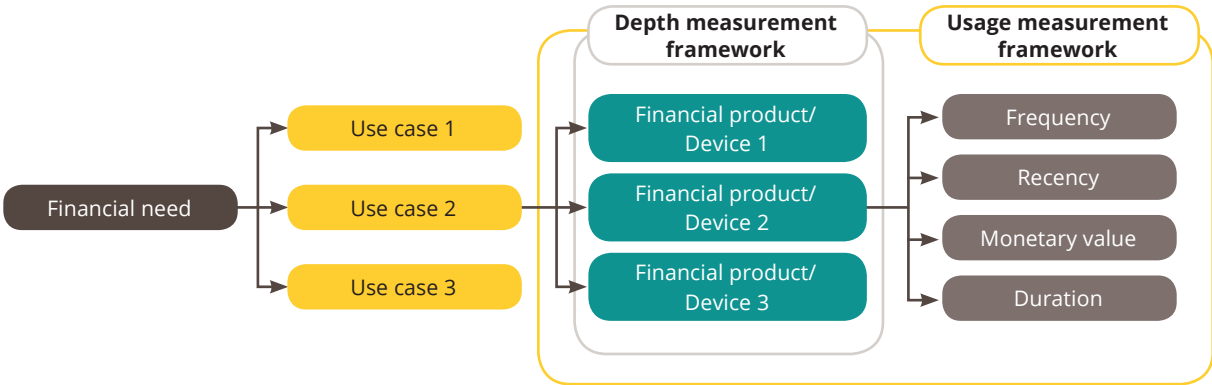 Depth measurement
framework
Usage measurement
framework
Financial need
Use case 1
Use case 2
Use case 3
Financial product/
Device 1
Financial product/
Device 2
Financial product/
Device 3
Frequency
Recency
Monetary value
Duration